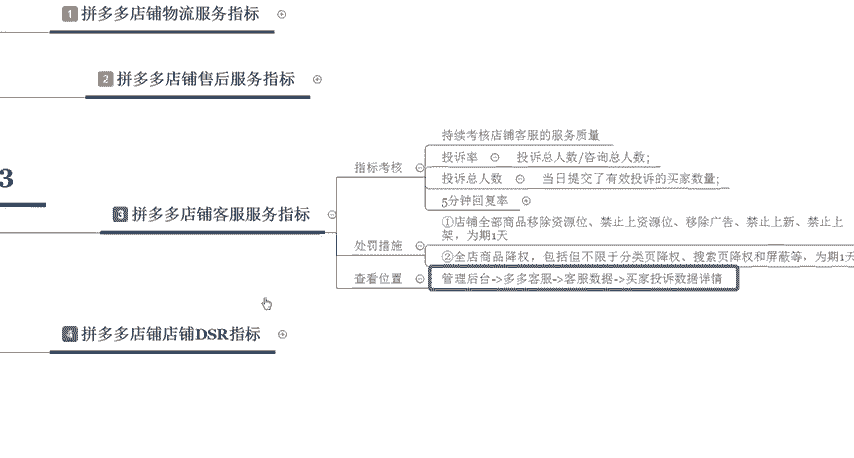 1 拼多多店铺物流服务指标
2 拼多多店铺售后服务指标
3
3 拼多多店铺客服服务指标
指标考核
持续考核店铺客服的服务质量
投诉率 投诉总人数/咨询总人数;
投诉总人数 当日提交了有效投诉的买家数量;
5分钟回复率
处罚措施
①店铺全部商品移除资源位、禁止上资源位、移除广告、禁止上新、禁止上
架，为期1天
②全店商品降权，包括但不限于分类页降权、搜索页降权和屏蔽等，为期1天
查看位置
管理后台->多多客服->客服数据->买家投诉数据详情
4 拼多多店铺店铺DSR指标